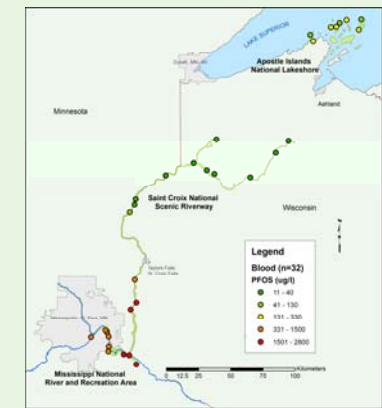 LAKE SUPERIOR
Apostle Islands
National Lakeshore
Ashland
Minnesota
Saint Croix National
Scenic Riverway
Wisconsin
Legend
Blood (n=32)
PFOS (ug/l)
11 - 40
41 - 130
131 - 330
331 - 1500
1501 - 2800
Mississippi National
River and Recreation Area
Kilometers
0 12.5 25 50 75 100